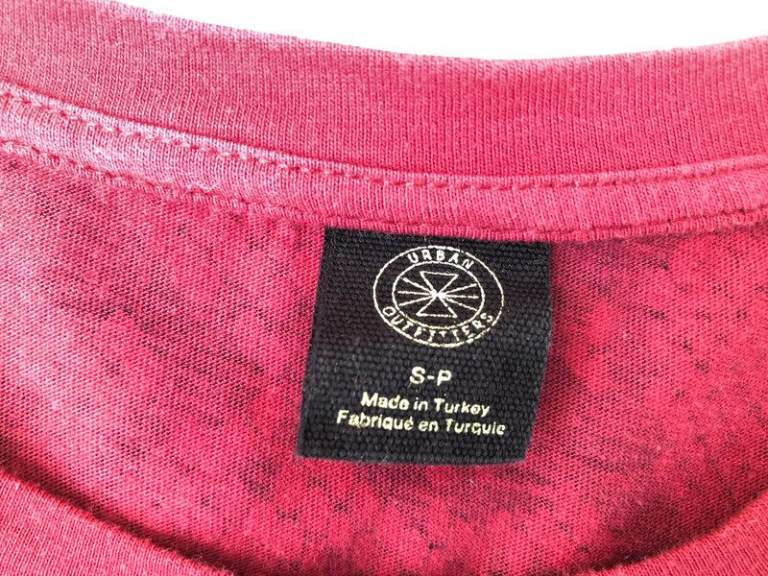 URBAN
OUTFITTERS
S-P
Made in Turkey
Fabriqué en Turquie